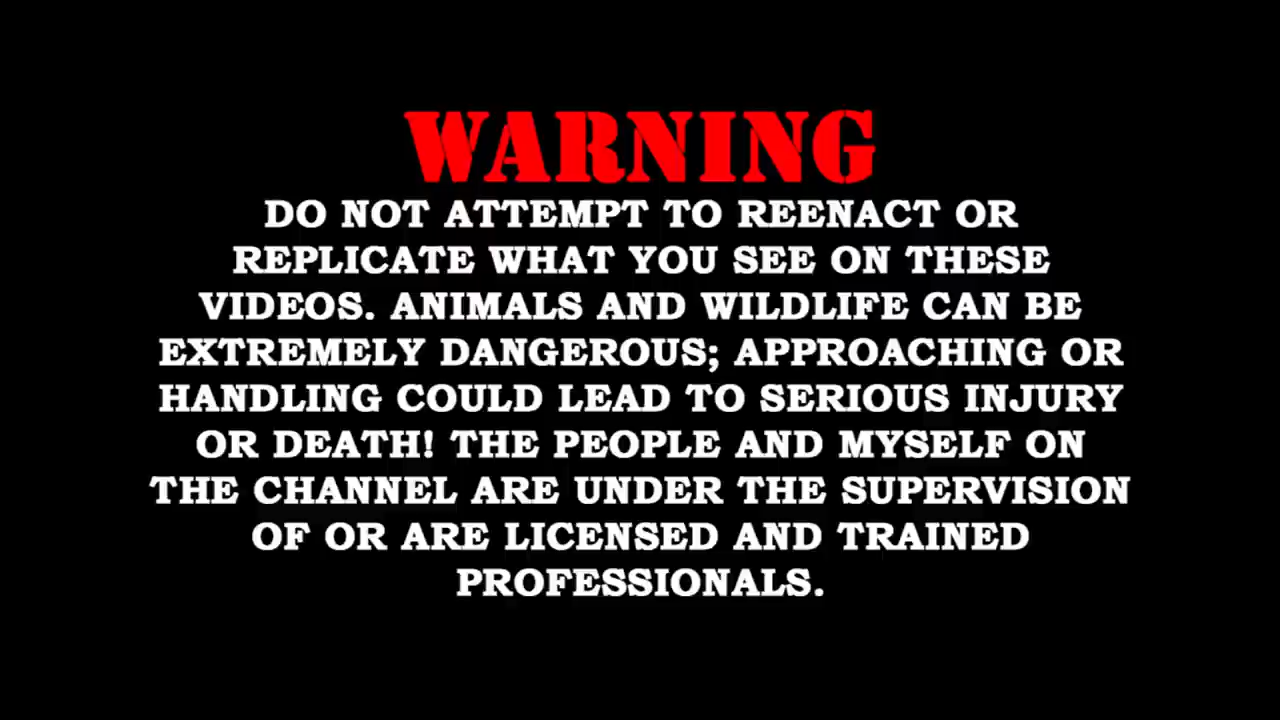 WARNING
DO NOT ATTEMPT TO REENACT OR
REPLICATE WHAT YOU SEE ON THESE
VIDEOS. ANIMALS AND WILDLIFE CAN BE
EXTREMELY DANGEROUS; APPROACHING OR
HANDLING COULD LEAD TO SERIOUS INJURY
OR DEATH! THE PEOPLE AND MYSELF ON
THE CHANNEL ARE UNDER THE SUPERVISION
OF OR ARE LICENSED AND TRAINED
PROFESSIONALS.